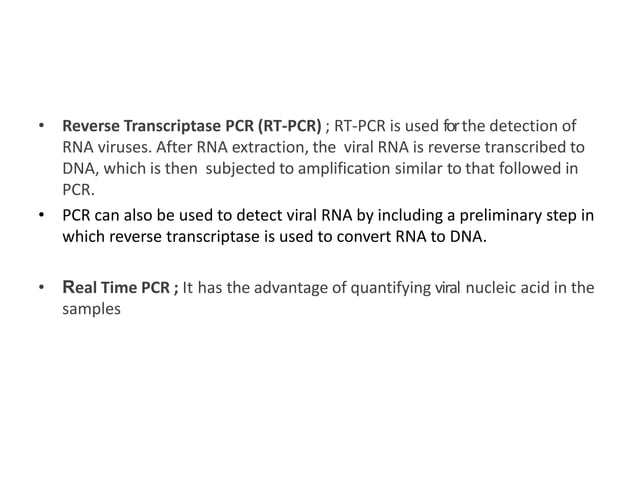 • Reverse Transcriptase PCR (RT-PCR) ; RT-PCR is used for the detection of
RNA viruses. After RNA extraction, the viral RNA is reverse transcribed to
DNA, which is then subjected to amplification similar to that followed in
PCR.
• PCR can also be used to detect viral RNA by including a preliminary step in
which reverse transcriptase is used to convert RNA to DNA.
• Real Time PCR ; It has the advantage of quantifying viral nucleic acid in the
samples